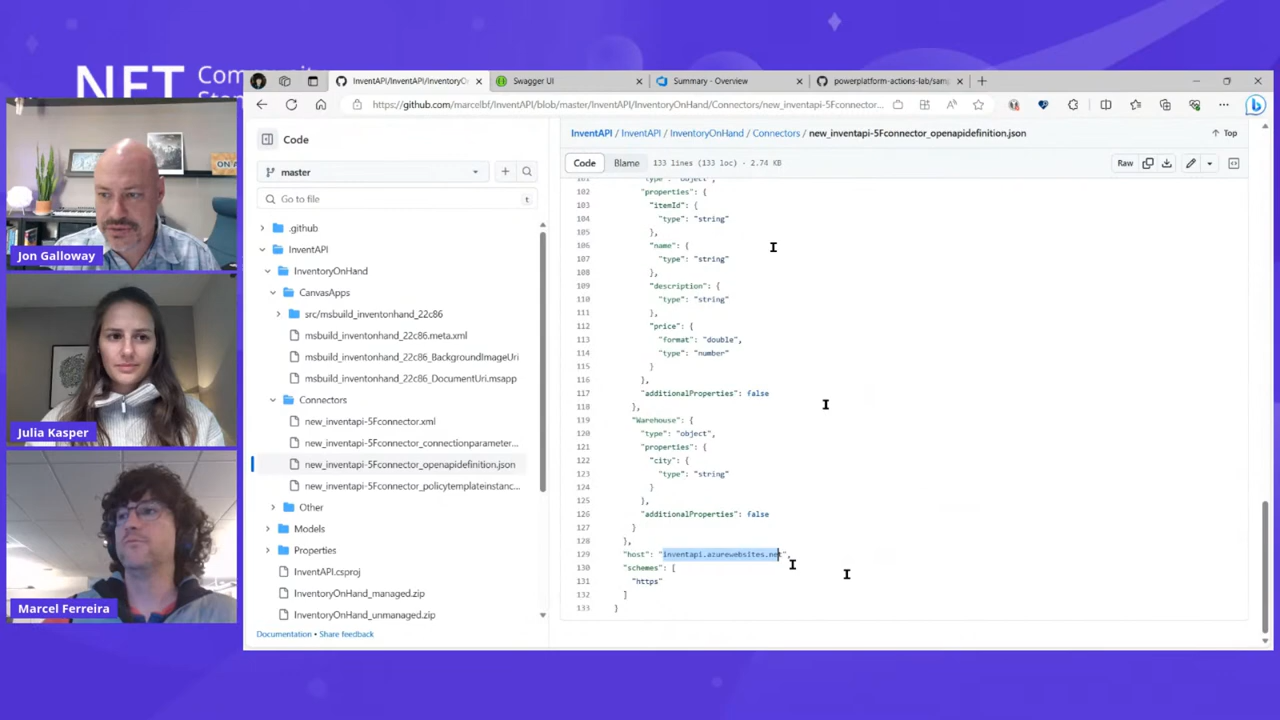 .NET Community
Jon Galloway
Julia Kasper
Marcel Ferreira
ON A
InventAPI/InventAPI/InventoryO
Swagger UI
Summary - Overview
powerplatform-actions-lab/sam
https://github.com/marcelbf/InventAPI/blob/master/InventAPI/InventoryOnHand/Connectors/new_inventapi-5Fconnector...
Code
master
Go to file
t
.github
InventAPI
InventoryOnHand
CanvasApps
src/msbuild_inventonhand_22c86
msbuild_inventonhand_22c86.meta.xml
msbuild_inventonhand_22c86_BackgroundImageUri
msbuild_inventonhand_22c86_DocumentUri.msapp
Connectors
new_inventapi-5Fconnector.xml
new_inventapi-5Fconnector_connectionparameter...
new_inventapi-5Fconnector_openapidefinition.json
new_inventapi-5Fconnector_policytemplateinstanc...
Other
Models
Properties
InventAPI.csproj
InventoryOnHand_managed.zip
InventoryOnHand_unmanaged.zip
Documentation • Share feedback
InventAPI / InventAPI / InventoryOnHand / Connectors / new_inventapi-5Fconnector_openapidefinition.json
Top
Code Blame 133 lines (133 loc) · 2.74 KB
Raw
101 "type": "object",
102 "properties": {
103 "itemId": {
104 "type": "string"
105 },
106 "name": {
107 "type": "string"
108 },
109 "description": {
110 "type": "string"
111 },
112 "price": {
113 "format": "double",
114 "type": "number"
115 }
116 },
117 "additionalProperties": false
118 },
119 "Warehouse": {
120 "type": "object",
121 "properties": {
122 "city": {
123 "type": "string"
124 }
125 },
126 "additionalProperties": false
127 }
128 },
129 "host": "inventapi.azurewebsites.net",
130 "schemes": [
131 "https"
132 ]
133 }